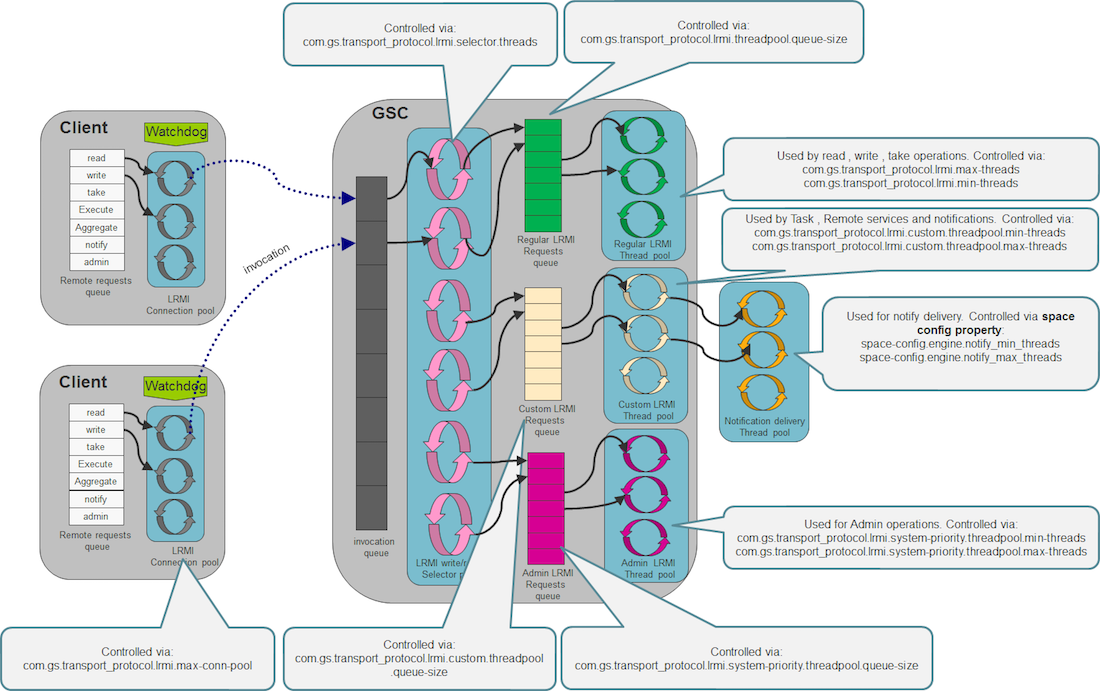 Controlled via:
com.gs.transport_protocol.lrmi.selector.threads
Controlled via:
com.gs.transport_protocol.lrmi.threadpool.queue-size
GSC
Client
Watchdog
read
write
take
Execute
Aggregate
notify
admin
Remote requests
queue
LRMI
Connection pool
invocation
Client
Watchdog
read
write
take
Execute
Aggregate
notify
admin
Remote requests
queue
LRMI
Connection pool
invocation
queue
LRMI write/r
Selector p
Regular LRMI
Requests
queue
Regular LRMI
Thread pool
Custom LRMI
Requests
queue
Custom LRMI
Thread pool
Admin LRMI
Requests
queue
Admin LRMI
Thread pool
Notification delivery
Thread pool
Used by read , write , take operations. Controlled via:
com.gs.transport_protocol.lrmi.max-threads
com.gs.transport_protocol.lrmi.min-threads
Used by Task , Remote services and notifications. Controlled via:
com.gs.transport_protocol.lrmi.custom.threadpool.min-threads
com.gs.transport_protocol.lrmi.custom.threadpool.max-threads
Used for notify delivery. Controlled via space
config property:
space-config.engine.notify_min_threads
space-config.engine.notify_max_threads
Used for Admin operations. Controlled via:
com.gs.transport_protocol.lrmi.system-priority.threadpool.min-threads
com.gs.transport_protocol.lrmi.system-priority.threadpool.max-threads
Controlled via:
com.gs.transport_protocol.lrmi.max-conn-pool
Controlled via:
com.gs.transport_protocol.lrmi.custom.threadpool
.queue-size
Controlled via:
com.gs.transport_protocol.lrmi.system-priority.threadpool.queue-size